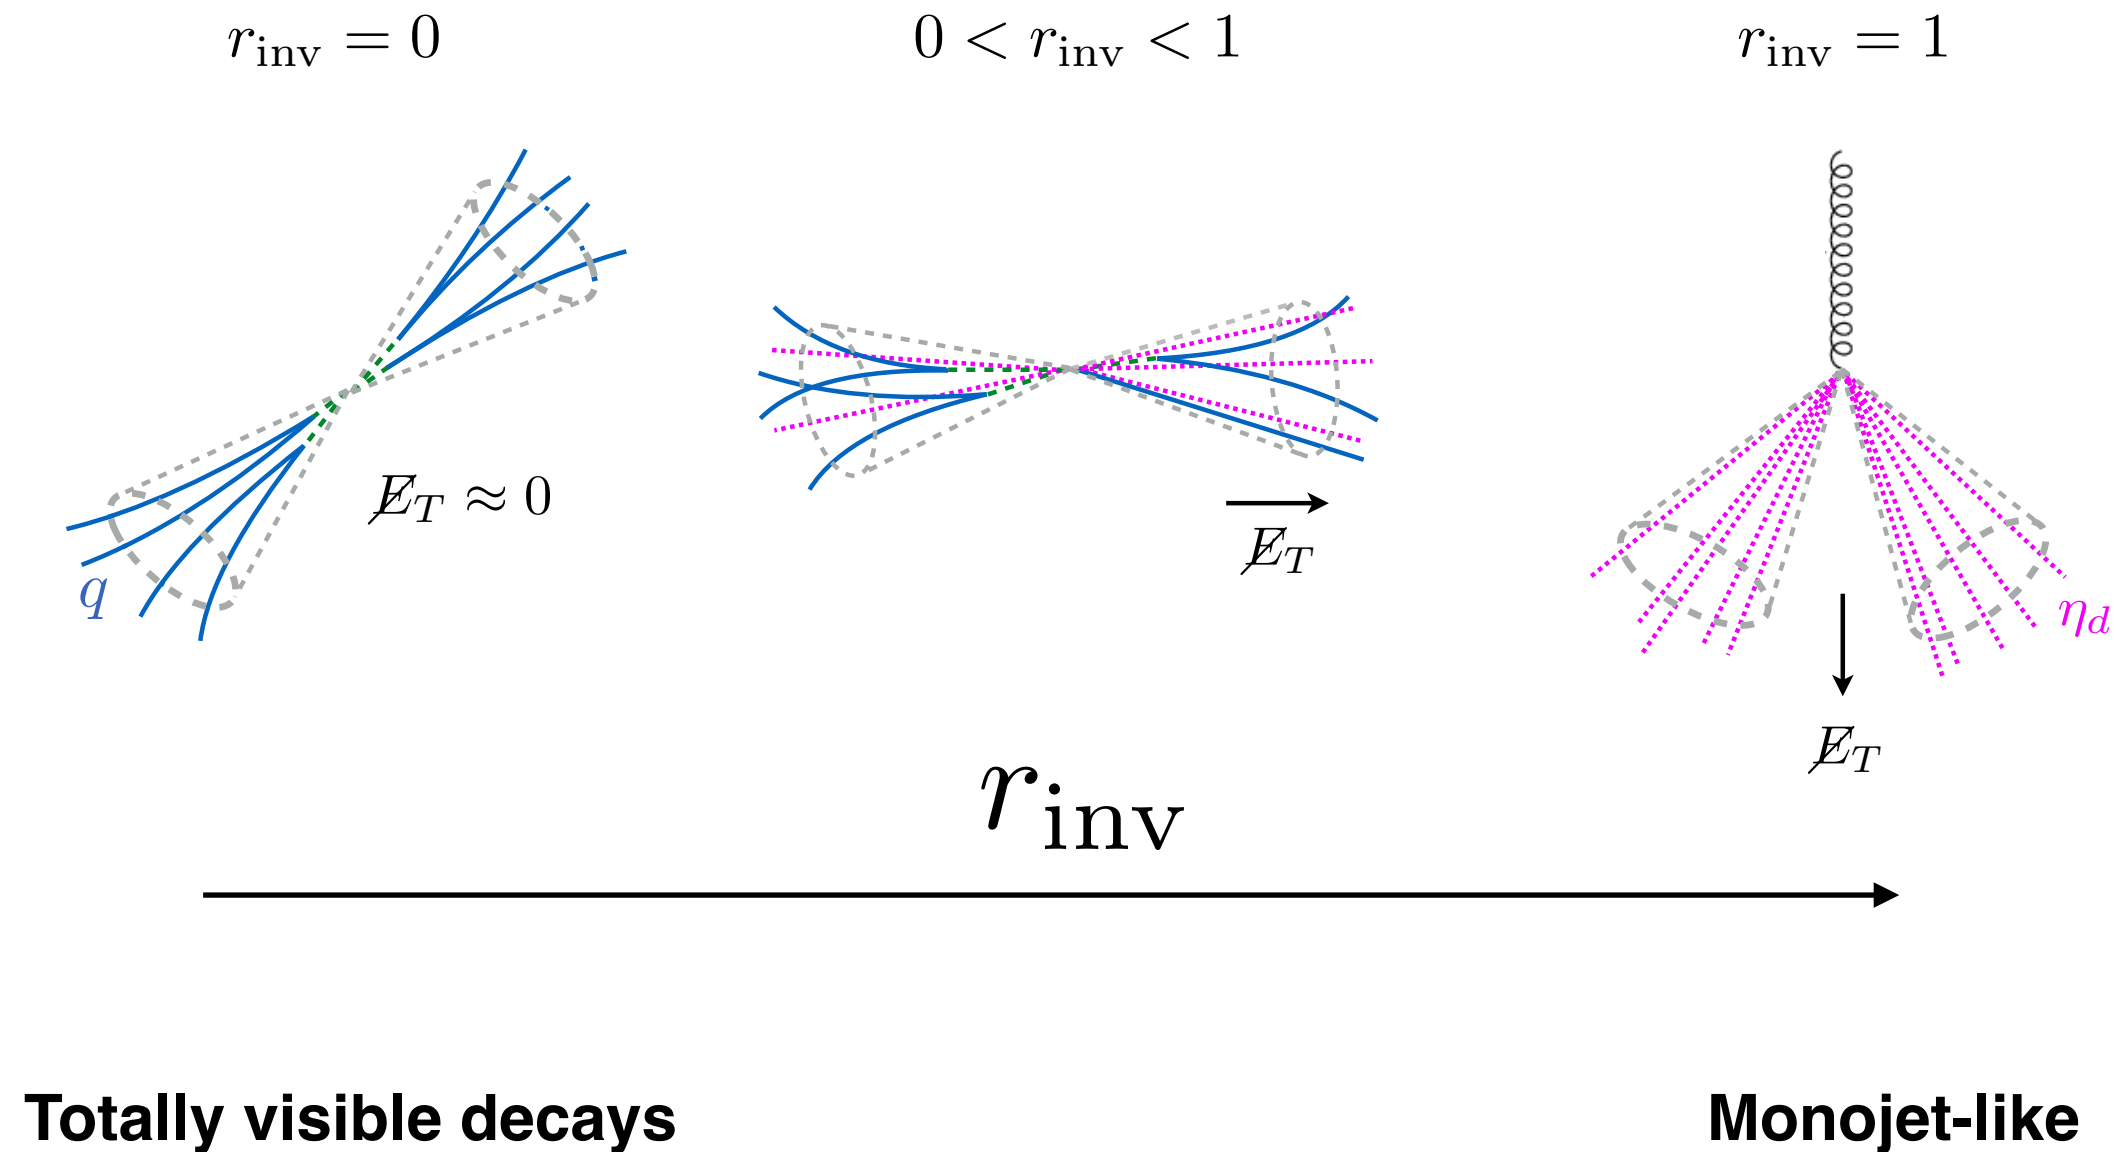 r_inv = 0
0 < r_inv < 1
r_inv = 1
E̸_T ≈ 0
q
E̸_T
η_d
E̸_T
r_inv
Totally visible decays
Monojet-like